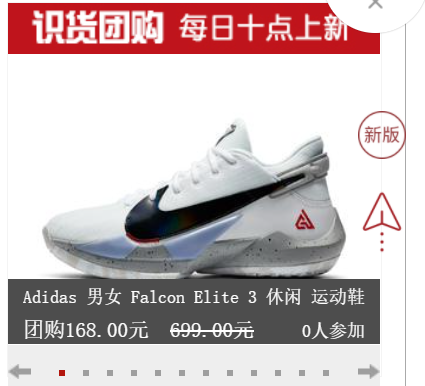 识货团购 每日十点上新
新版
Adidas 男女 Falcon Elite 3 休闲 运动鞋
团购168.00元 699.00元 0人参加